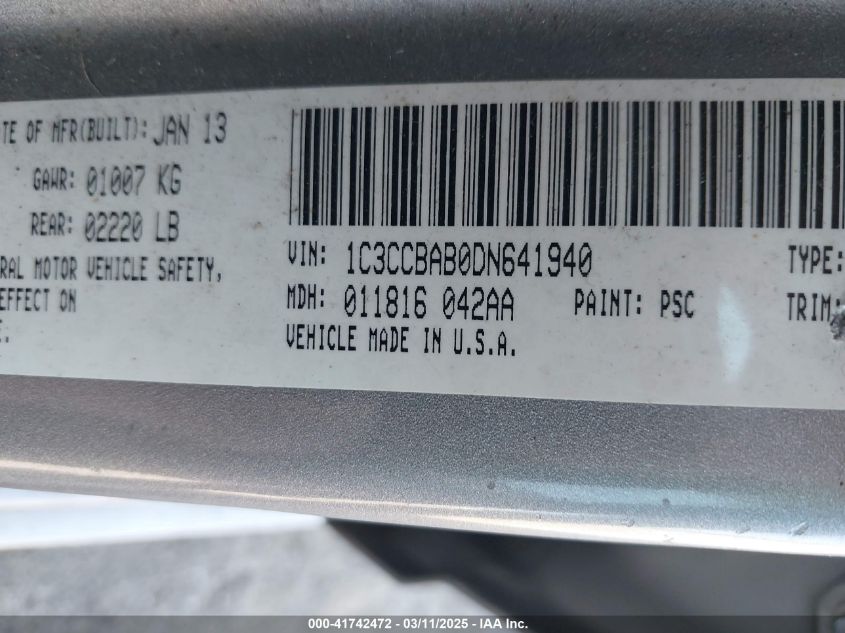 TE OF MFR(BUILT): JAN 13
GAWR: 01007 KG
REAR: 02220 LB
RAL MOTOR VEHICLE SAFETY,
EFFECT ON
VIN: 1C3CCBAB0DN641940
TYPE:
MDH: 011816 042AA
PAINT: PSC
TRIM:
VEHICLE MADE IN U.S.A.
000-41742472 - 03/11/2025 - IAA Inc.